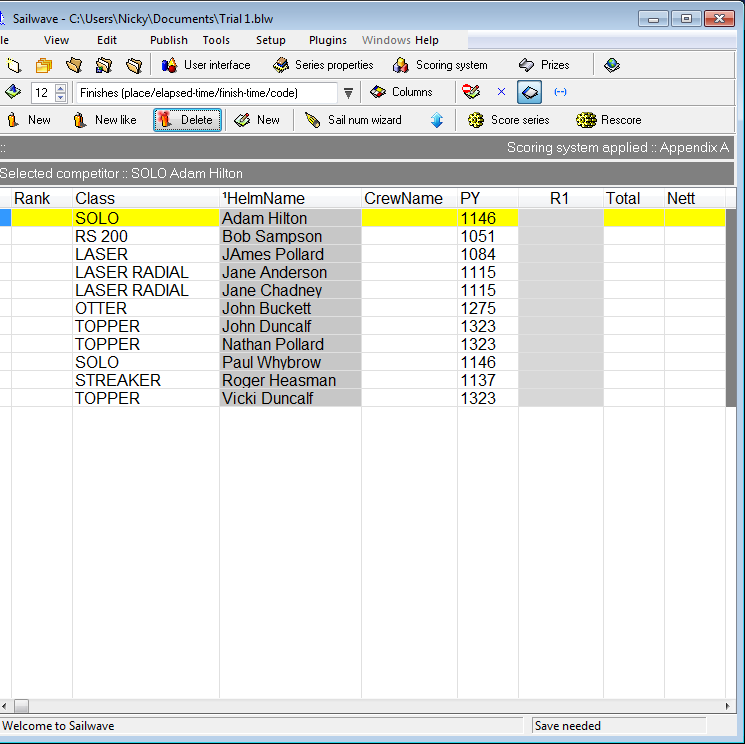 Sailwave - C:\Users\Nicky\Documents\Trial 1.blw
le View Edit Publish Tools Setup Plugins Windows Help
User interface Series properties Scoring system Prizes
12 Finishes (place/elapsed-time/finish-time/code) Columns
New New like Delete New Sail num wizard Score series Rescore
:: Scoring system applied :: Appendix A
Selected competitor :: SOLO Adam Hilton
Rank Class ¹HelmName CrewName PY R1 Total Nett
SOLO Adam Hilton 1146
RS 200 Bob Sampson 1051
LASER JAmes Pollard 1084
LASER RADIAL Jane Anderson 1115
LASER RADIAL Jane Chadney 1115
OTTER John Buckett 1275
TOPPER John Duncalf 1323
TOPPER Nathan Pollard 1323
SOLO Paul Whybrow 1146
STREAKER Roger Heasman 1137
TOPPER Vicki Duncalf 1323
Welcome to Sailwave Save needed